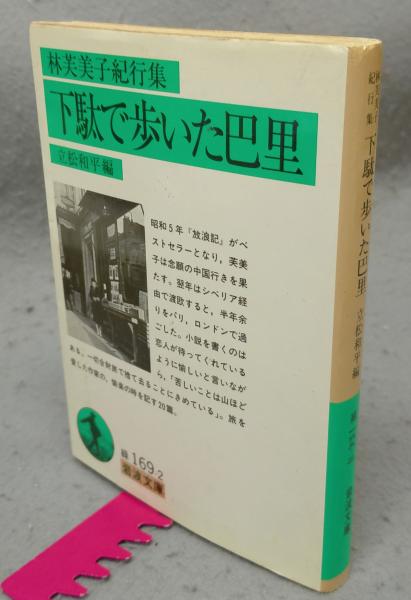 林芙美子紀行集
下駄で歩いた巴里
立松和平編
昭和5年『放浪記』がベ
ストセラーとなり，芙美
子は念願の中国行きを果
たす．翌年はシベリア経
由で渡欧すると，半年余
りをパリ，ロンドンで過
ごした。小説を書くのは
恋人が待ってくれている
ように愉しいと言いなが
ら，「苦しいことは山ほど
ある．一切合財旅で捨て去ることにきめている」。旅を
愛した作家の，愉楽の時を記す20篇．
緑169-2
岩波文庫
林芙美子
紀行集
下駄で歩いた巴里
立松和平編
岩波文庫